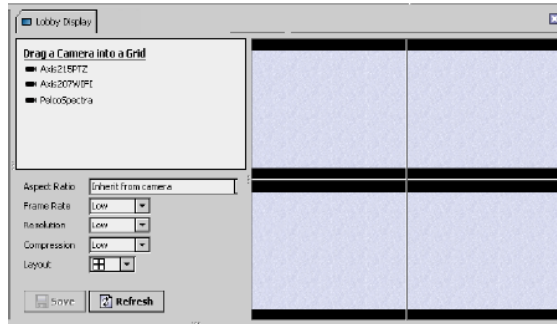 Lobby Display
Drag a Camera into a Grid
Axis215PTZ
Axis207WIFI
PelcoSpectra
Aspect Ratio Inherit from camera
Frame Rate Low
Resolution Low
Compression Low
Layout
Save Refresh